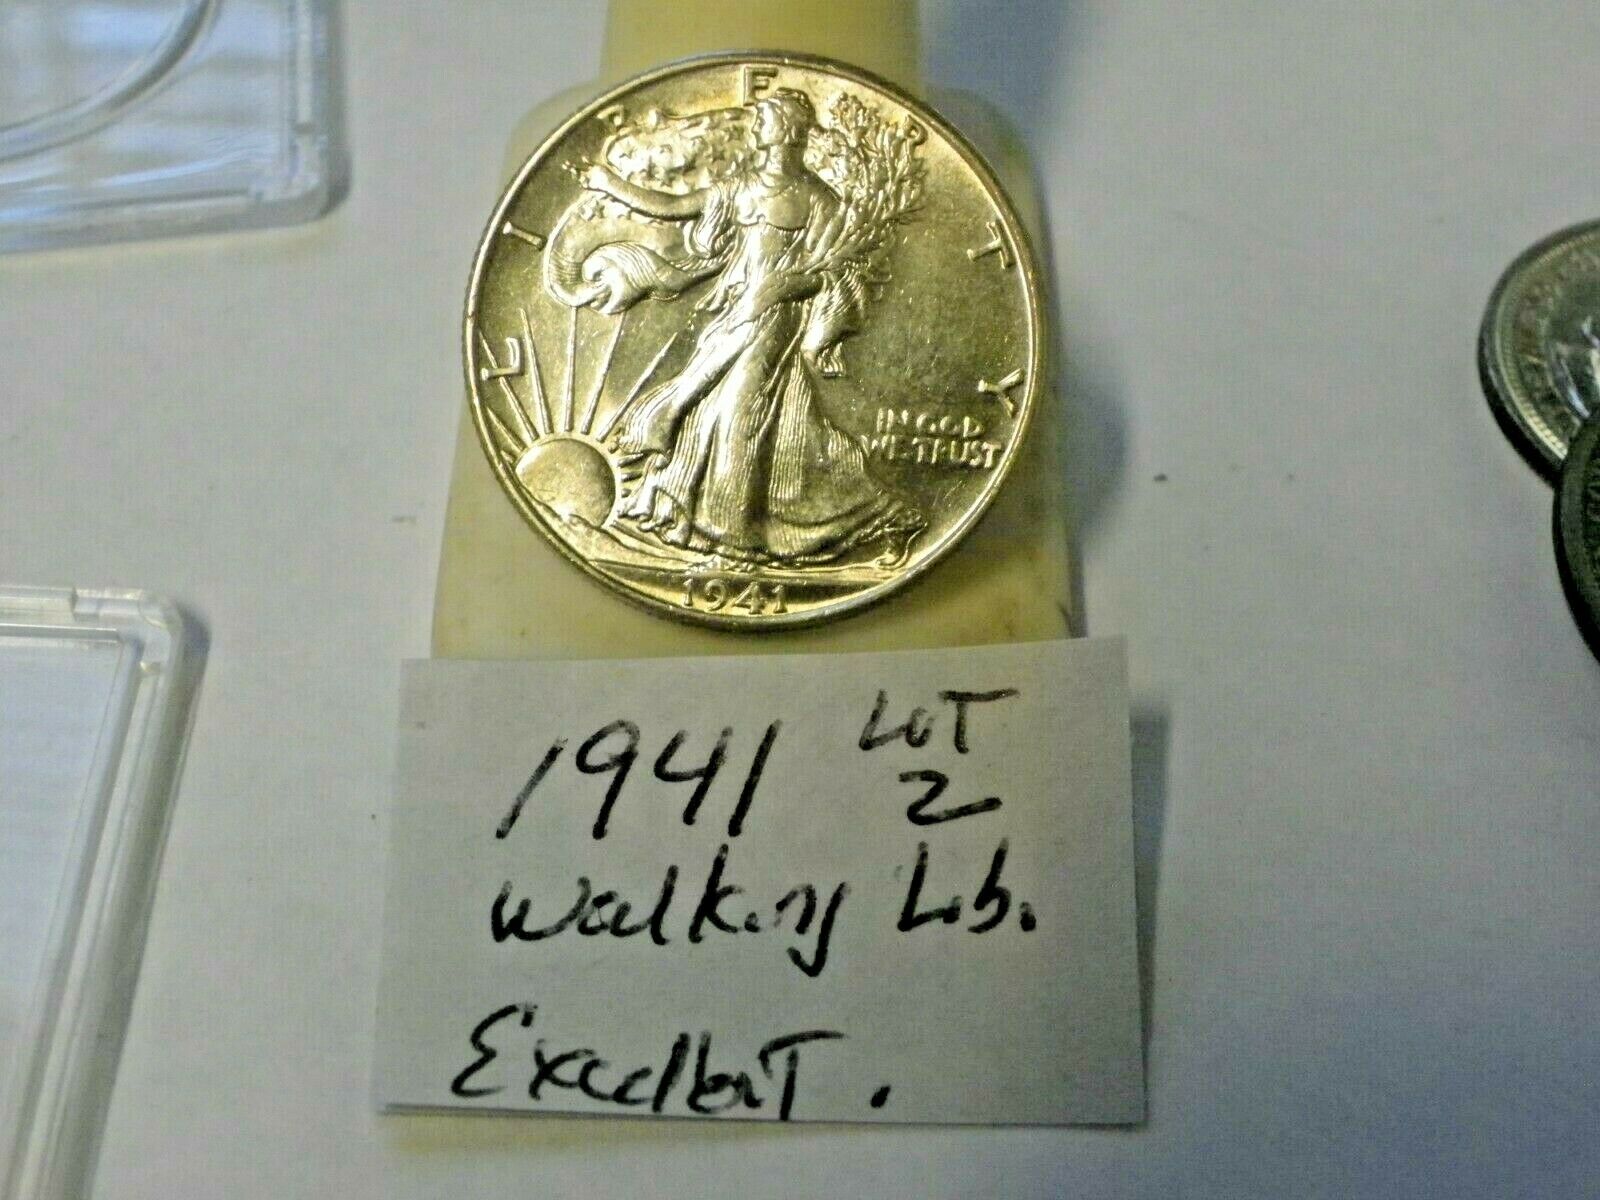 LIBERTY
IN GOD
WE TRUST
1941
1941 LOT
2
Walking Lib.
Excellent.